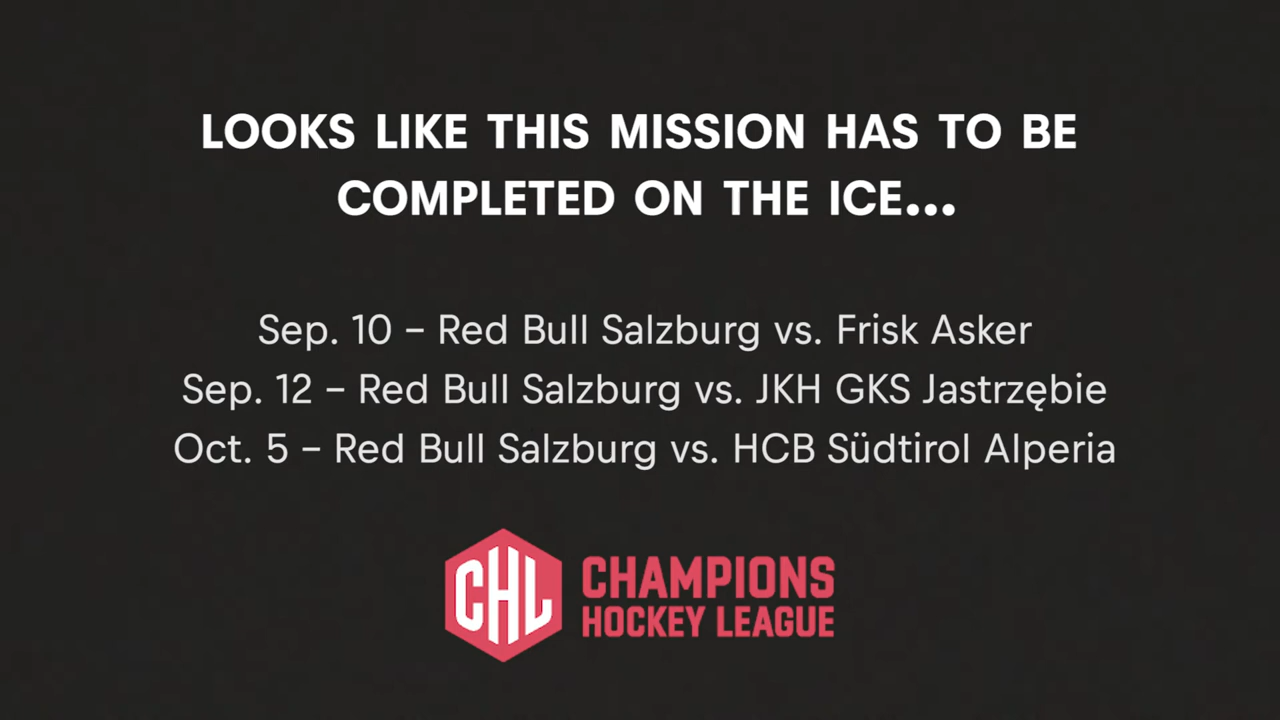 LOOKS LIKE THIS MISSION HAS TO BE
COMPLETED ON THE ICE...
Sep. 10 – Red Bull Salzburg vs. Frisk Asker
Sep. 12 – Red Bull Salzburg vs. JKH GKS Jastrzębie
Oct. 5 – Red Bull Salzburg vs. HCB Südtirol Alperia
CHL
CHAMPIONS
HOCKEY LEAGUE